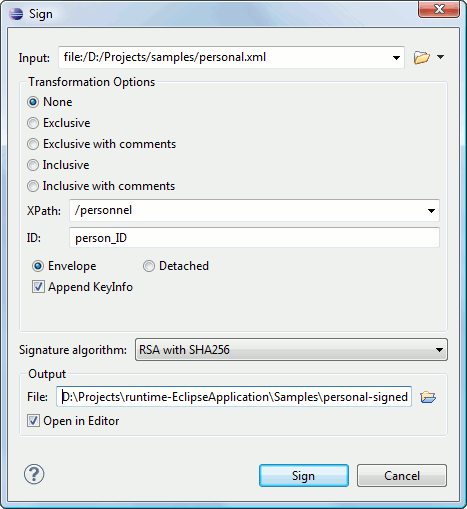 Sign
Input: file:/D:/Projects/samples/personal.xml
Transformation Options
None
Exclusive
Exclusive with comments
Inclusive
Inclusive with comments
XPath: /personnel
ID: person_ID
Envelope Detached
Append KeyInfo
Signature algorithm: RSA with SHA256
Output
File: D:\Projects\runtime-EclipseApplication\Samples\personal-signed
Open in Editor
? Sign Cancel